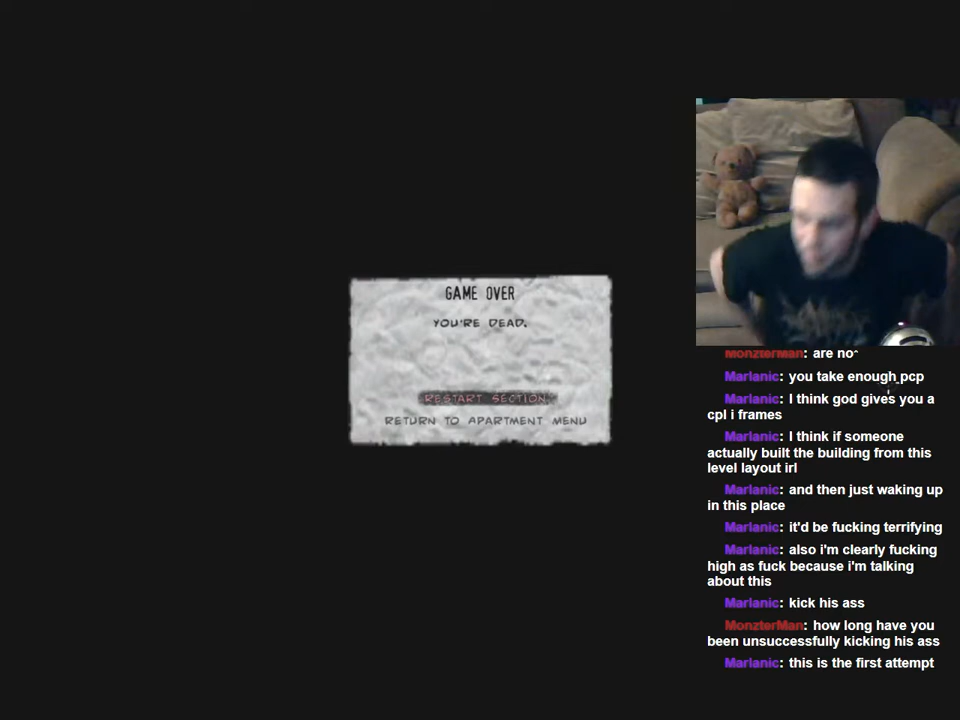 GAME OVER
YOU'RE DEAD.
RESTART SECTION
RETURN TO APARTMENT MENU
MonzterMan: are no^
Marlanic: you take enough pcp
Marlanic: I think god gives you a
cpl i frames
Marlanic: I think if someone
actually built the building from this
level layout irl
Marlanic: and then just waking up
in this place
Marlanic: it'd be fucking terrifying
Marlanic: also i'm clearly fucking
high as fuck because i'm talking
about this
Marlanic: kick his ass
MonzterMan: how long have you
been unsuccessfully kicking his ass
Marlanic: this is the first attempt